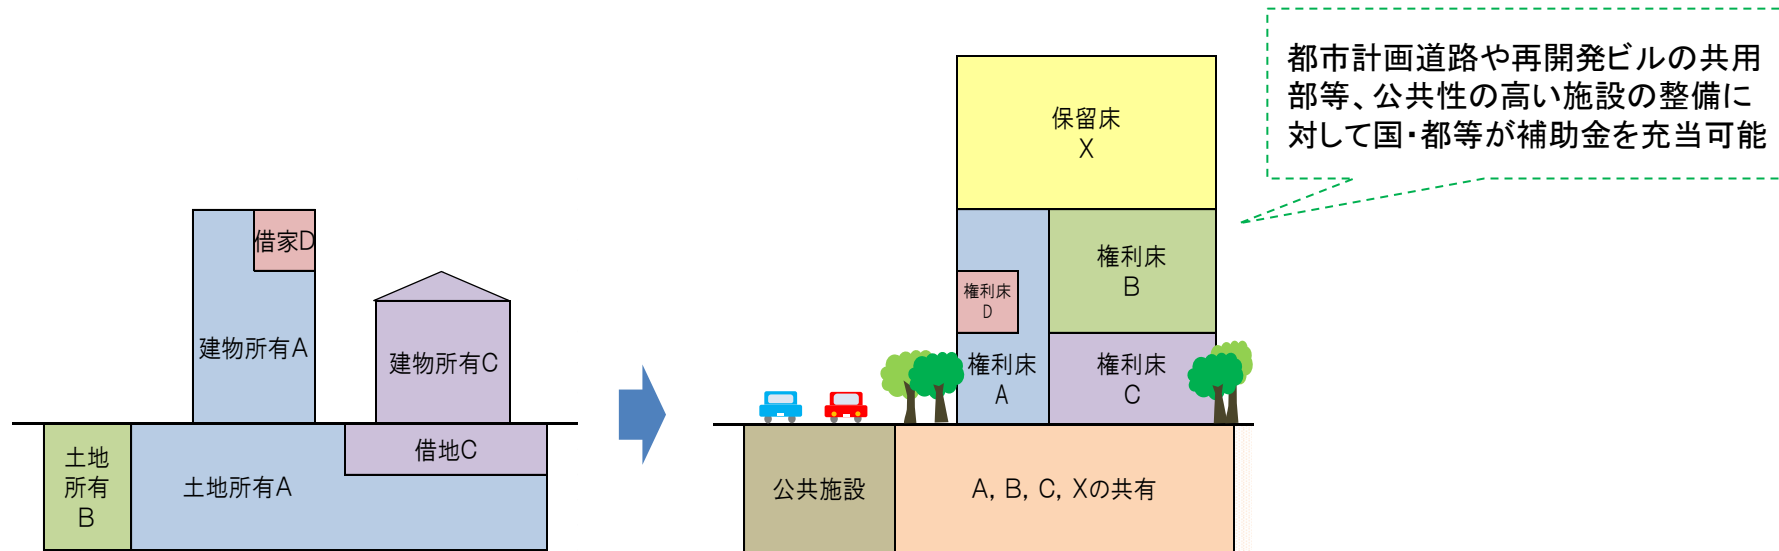 都市計画道路や再開発ビルの共用
部等、公共性の高い施設の整備に
対して国・都等が補助金を充当可能
保留床
X
借家D
権利床
B
権利床
D
建物所有A
建物所有C
権利床
A
権利床
C
土地
所有
B
土地所有A
借地C
公共施設
A, B, C, Xの共有